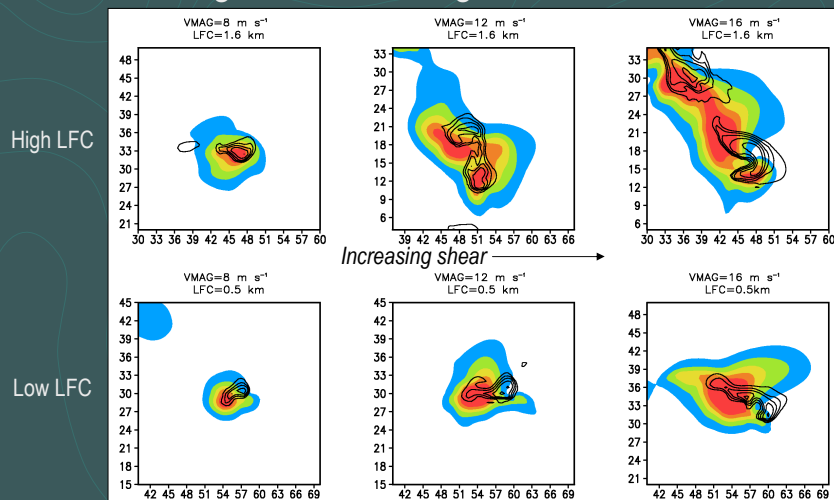 VMAG=8 m s⁻¹
LFC=1.6 km
VMAG=12 m s⁻¹
LFC=1.6 km
VMAG=16 m s⁻¹
LFC=1.6 km
High LFC
48
45
42
39
36
33
30
27
24
21
30 33 36 39 42 45 48 51 54 57 60
33
30
27
24
21
18
15
12
9
6
39 42 45 48 51 54 57 60 63 66
33
30
27
24
21
18
15
12
9
6
30 33 36 39 42 45 48 51 54 57 60
Increasing shear
VMAG=8 m s⁻¹
LFC=0.5 km
VMAG=12 m s⁻¹
LFC=0.5 km
VMAG=16 m s⁻¹
LFC=0.5km
Low LFC
45
42
39
36
33
30
27
24
21
18
15
42 45 48 51 54 57 60 63 66 69
45
42
39
36
33
30
27
24
21
18
15
42 45 48 51 54 57 60 63 66 69
48
45
42
39
36
33
30
27
24
21
42 45 48 51 54 57 60 63 66 69